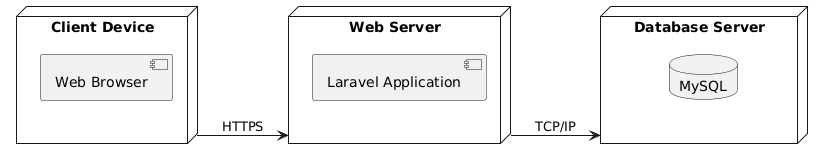 Client Device
Web Server
Database Server
Web Browser
Laravel Application
MySQL
HTTPS
TCP/IP